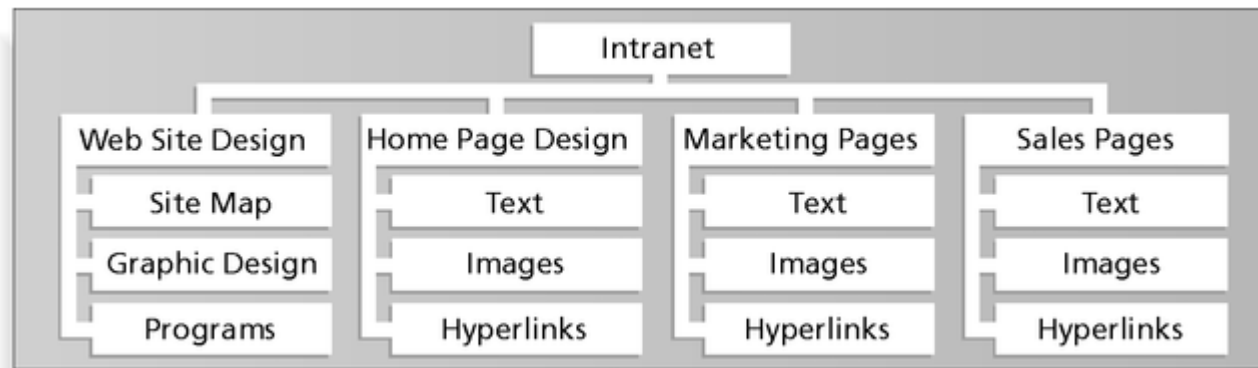 Intranet
Web Site Design
Home Page Design
Marketing Pages
Sales Pages
Site Map
Text
Text
Text
Graphic Design
Images
Images
Images
Programs
Hyperlinks
Hyperlinks
Hyperlinks